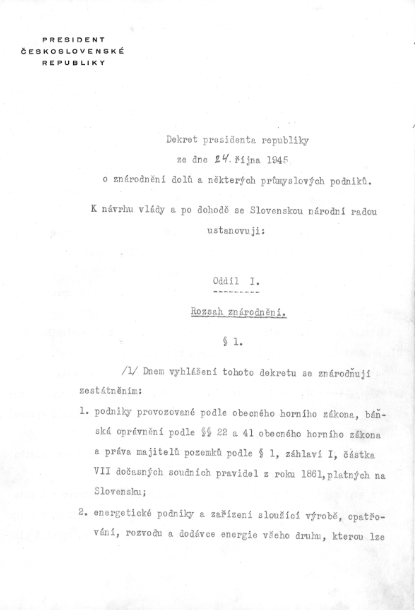 PRESIDENT
ČESKOSLOVENSKÉ
REPUBLIKY
Dekret presidenta republiky
ze dne 24. října 1945
o znárodnění dolů a některých průmyslových podniků.
K návrhu vlády a po dohodě se Slovenskou národní radou
ustanovuji:
Oddíl I.
Rozsah znárodnění.
§ 1.
/1/ Dnem vyhlášení tohoto dekretu se znárodňují
zestátněním:
1. podniky provozované podle obecného horního zákona, báň-
ská oprávnění podle §§ 22 a 41 obecného horního zákona
a práva majitelů pozemků podle § 1, záhlaví I, částka
VII dočasných soudních pravidel z roku 1861, platných na
Slovensku;
2. energetické podniky a zařízení sloužící výrobě, opatřo-
vání, rozvodu a dodávce energie všeho druhu, kterou lze